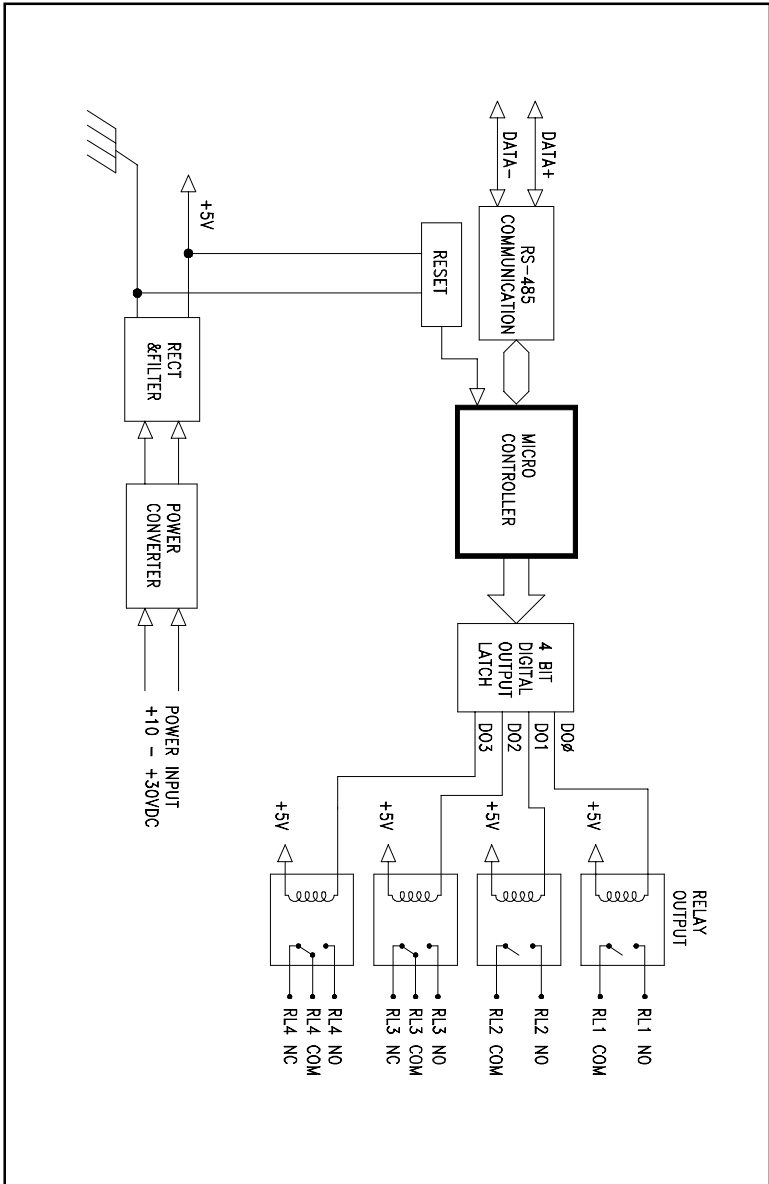 DATA+
DATA-
RS-485
COMMUNICATION
RESET
+5V
RECT
&FILTER
POWER
CONVERTER
POWER INPUT
+10 - +30VDC
MICRO
CONTROLLER
4 BIT
DIGITAL
OUTPUT
LATCH
DO0
DO1
DO2
DO3
RELAY
OUTPUT
+5V
RL1 NO
RL1 COM
+5V
RL2 NO
RL2 COM
+5V
RL3 NO
RL3 COM
RL3 NC
+5V
RL4 NO
RL4 COM
RL4 NC